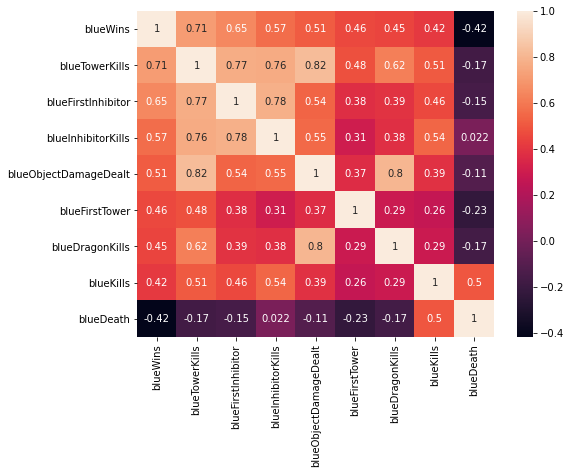 blueWins 1 0.71 0.65 0.57 0.51 0.46 0.45 0.42 -0.42
blueTowerKills 0.71 1 0.77 0.76 0.82 0.48 0.62 0.51 -0.17
blueFirstInhibitor 0.65 0.77 1 0.78 0.54 0.38 0.39 0.46 -0.15
blueInhibitorKills 0.57 0.76 0.78 1 0.55 0.31 0.38 0.54 0.022
blueObjectDamageDealt 0.51 0.82 0.54 0.55 1 0.37 0.8 0.39 -0.11
blueFirstTower 0.46 0.48 0.38 0.31 0.37 1 0.29 0.26 -0.23
blueDragonKills 0.45 0.62 0.39 0.38 0.8 0.29 1 0.29 -0.17
blueKills 0.42 0.51 0.46 0.54 0.39 0.26 0.29 1 0.5
blueDeath -0.42 -0.17 -0.15 0.022 -0.11 -0.23 -0.17 0.5 1
blueWins
blueTowerKills
blueFirstInhibitor
blueInhibitorKills
blueObjectDamageDealt
blueFirstTower
blueDragonKills
blueKills
blueDeath
1.0
0.8
0.6
0.4
0.2
0.0
−0.2
−0.4